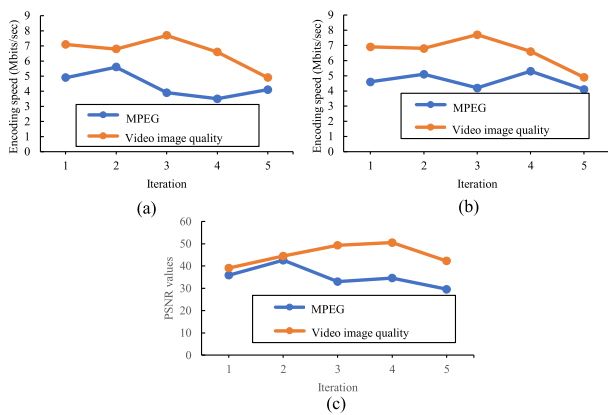 (a)
Encoding speed (Mbits/sec)
9
8
7
6
5
4
3
2
1
0
MPEG
Video image quality
1 2 3 4 5
Iteration
(b)
Encoding speed (Mbits/sec)
9
8
7
6
5
4
3
2
1
0
MPEG
Video image quality
1 2 3 4 5
Iteration
PSNR values
60
50
40
30
20
10
0
MPEG
Video image quality
1 2 3 4 5
Iteration
(c)